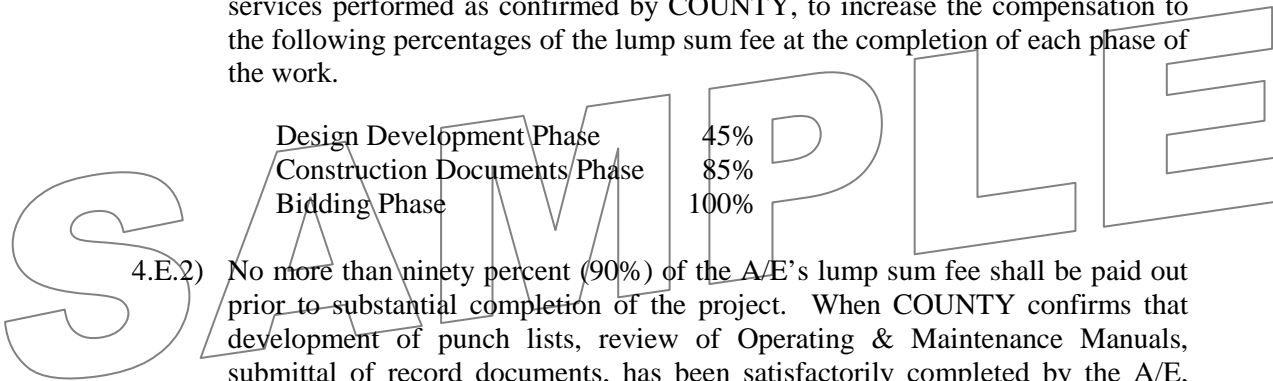 services performed as confirmed by COUNTY, to increase the compensation to
the following percentages of the lump sum fee at the completion of each phase of
the work.
Design Development Phase 45%
Construction Documents Phase 85%
Bidding Phase 100%
4.E.2) No more than ninety percent (90%) of the A/E's lump sum fee shall be paid out
prior to substantial completion of the project. When COUNTY confirms that
development of punch lists, review of Operating & Maintenance Manuals,
submittal of record documents, has been satisfactorily completed by the A/E,
SAMPLE